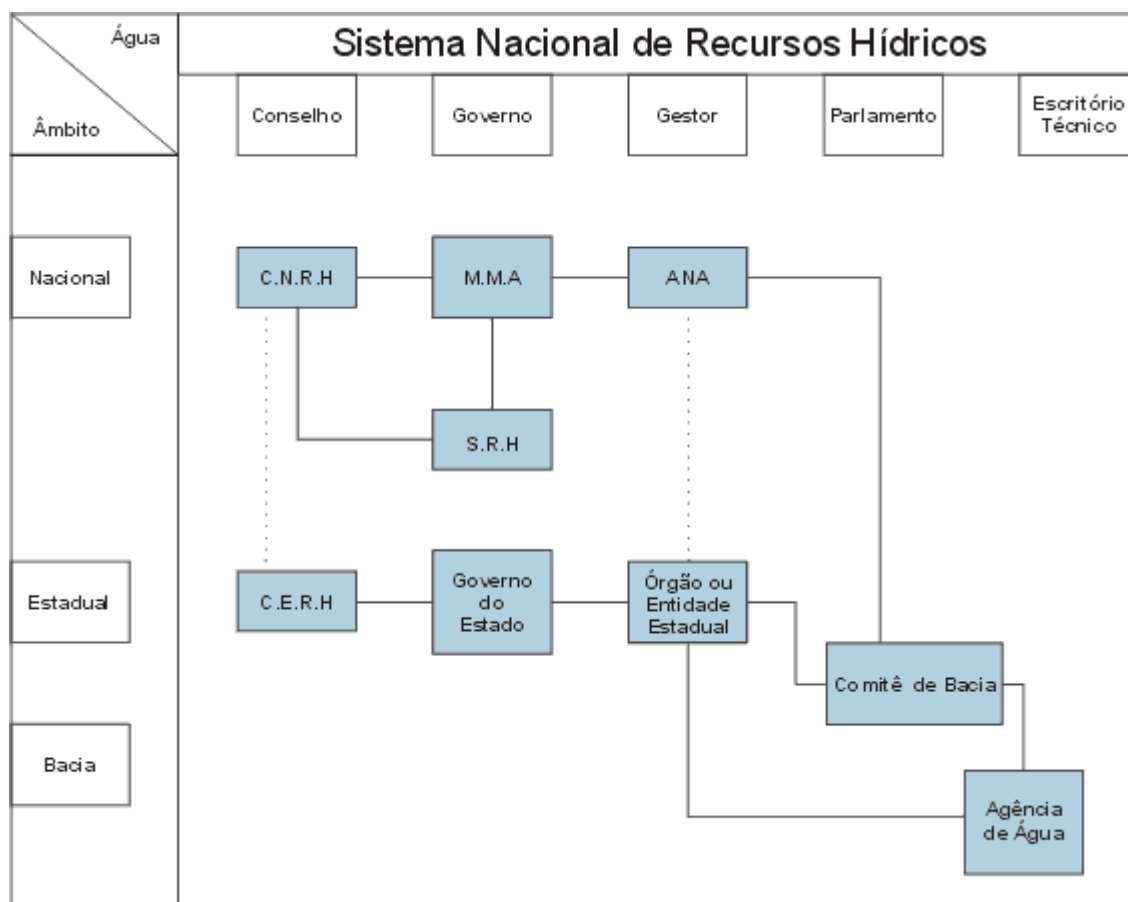 Água
Âmbito
Sistema Nacional de Recursos Hídricos
Conselho
Governo
Gestor
Parlamento
Escritório
Técnico
Nacional
C.N.R.H
M.M.A
ANA
S.R.H
Estadual
C.E.R.H
Governo
do
Estado
Órgão ou
Entidade
Estadual
Comitê de Bacia
Bacia
Agência
de Água